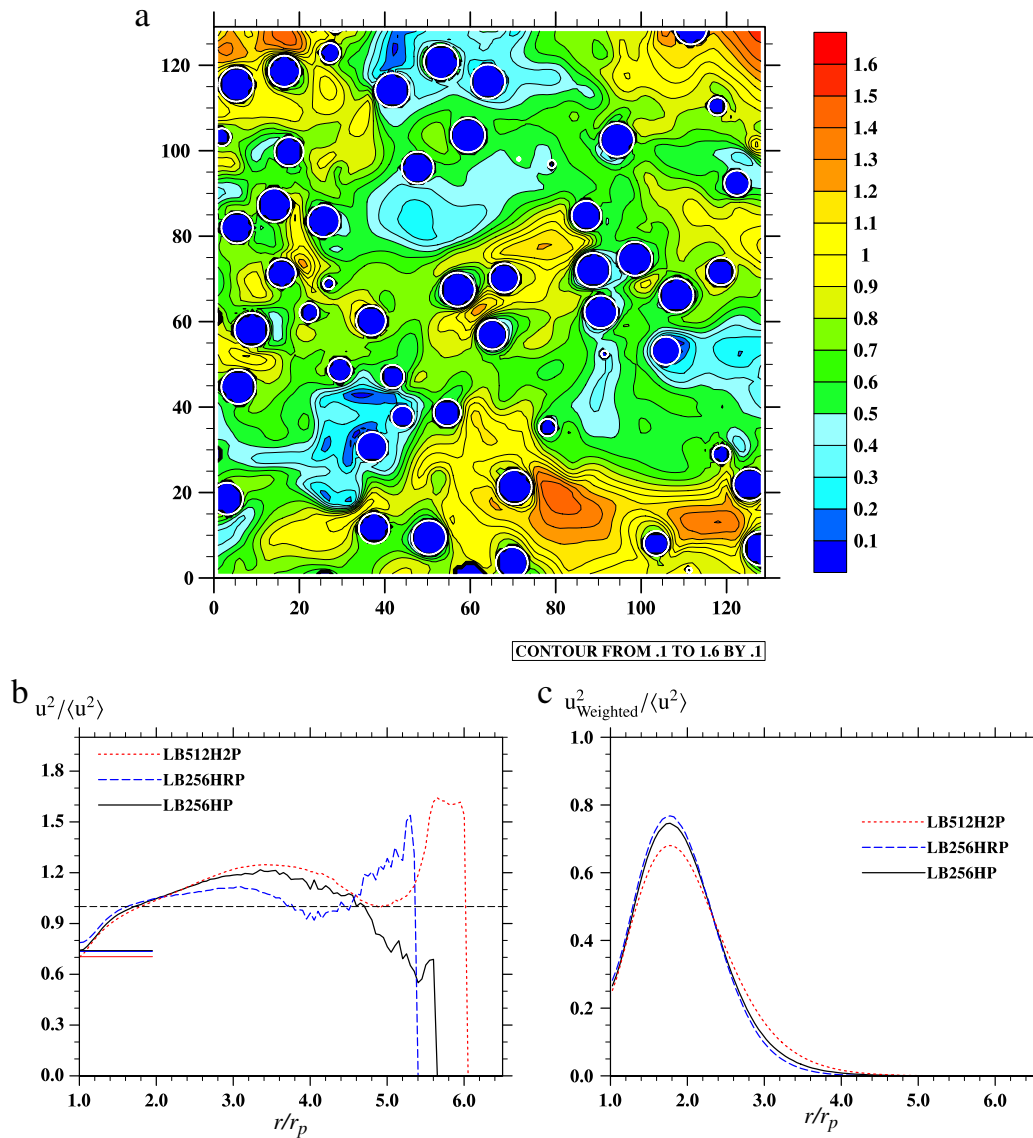 a
120
100
80
60
40
20
0
0 20 40 60 80 100 120
1.6
1.5
1.4
1.3
1.2
1.1
1
0.9
0.8
0.7
0.6
0.5
0.4
0.3
0.2
0.1
CONTOUR FROM .1 TO 1.6 BY .1
b
u²/⟨u²⟩
LB512H2P
LB256HRP
LB256HP
1.8
1.5
1.2
0.9
0.6
0.3
0.0
1.0 2.0 3.0 4.0 5.0 6.0
r/rₚ
c
u²Weighted/⟨u²⟩
LB512H2P
LB256HRP
LB256HP
1.0
0.8
0.6
0.4
0.2
0.0
1.0 2.0 3.0 4.0 5.0 6.0
r/rₚ